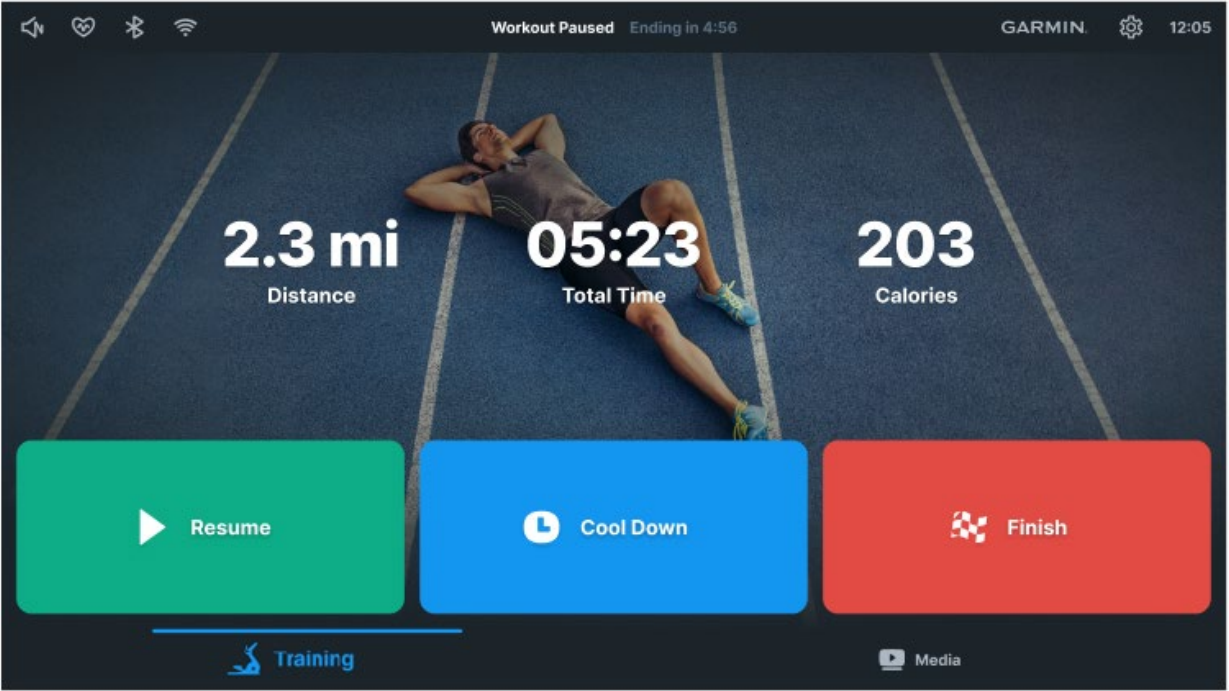 Workout Paused Ending in 4:56 GARMIN. 12:05
2.3 mi 05:23 203
Distance Total Time Calories
Resume Cool Down Finish
Training Media